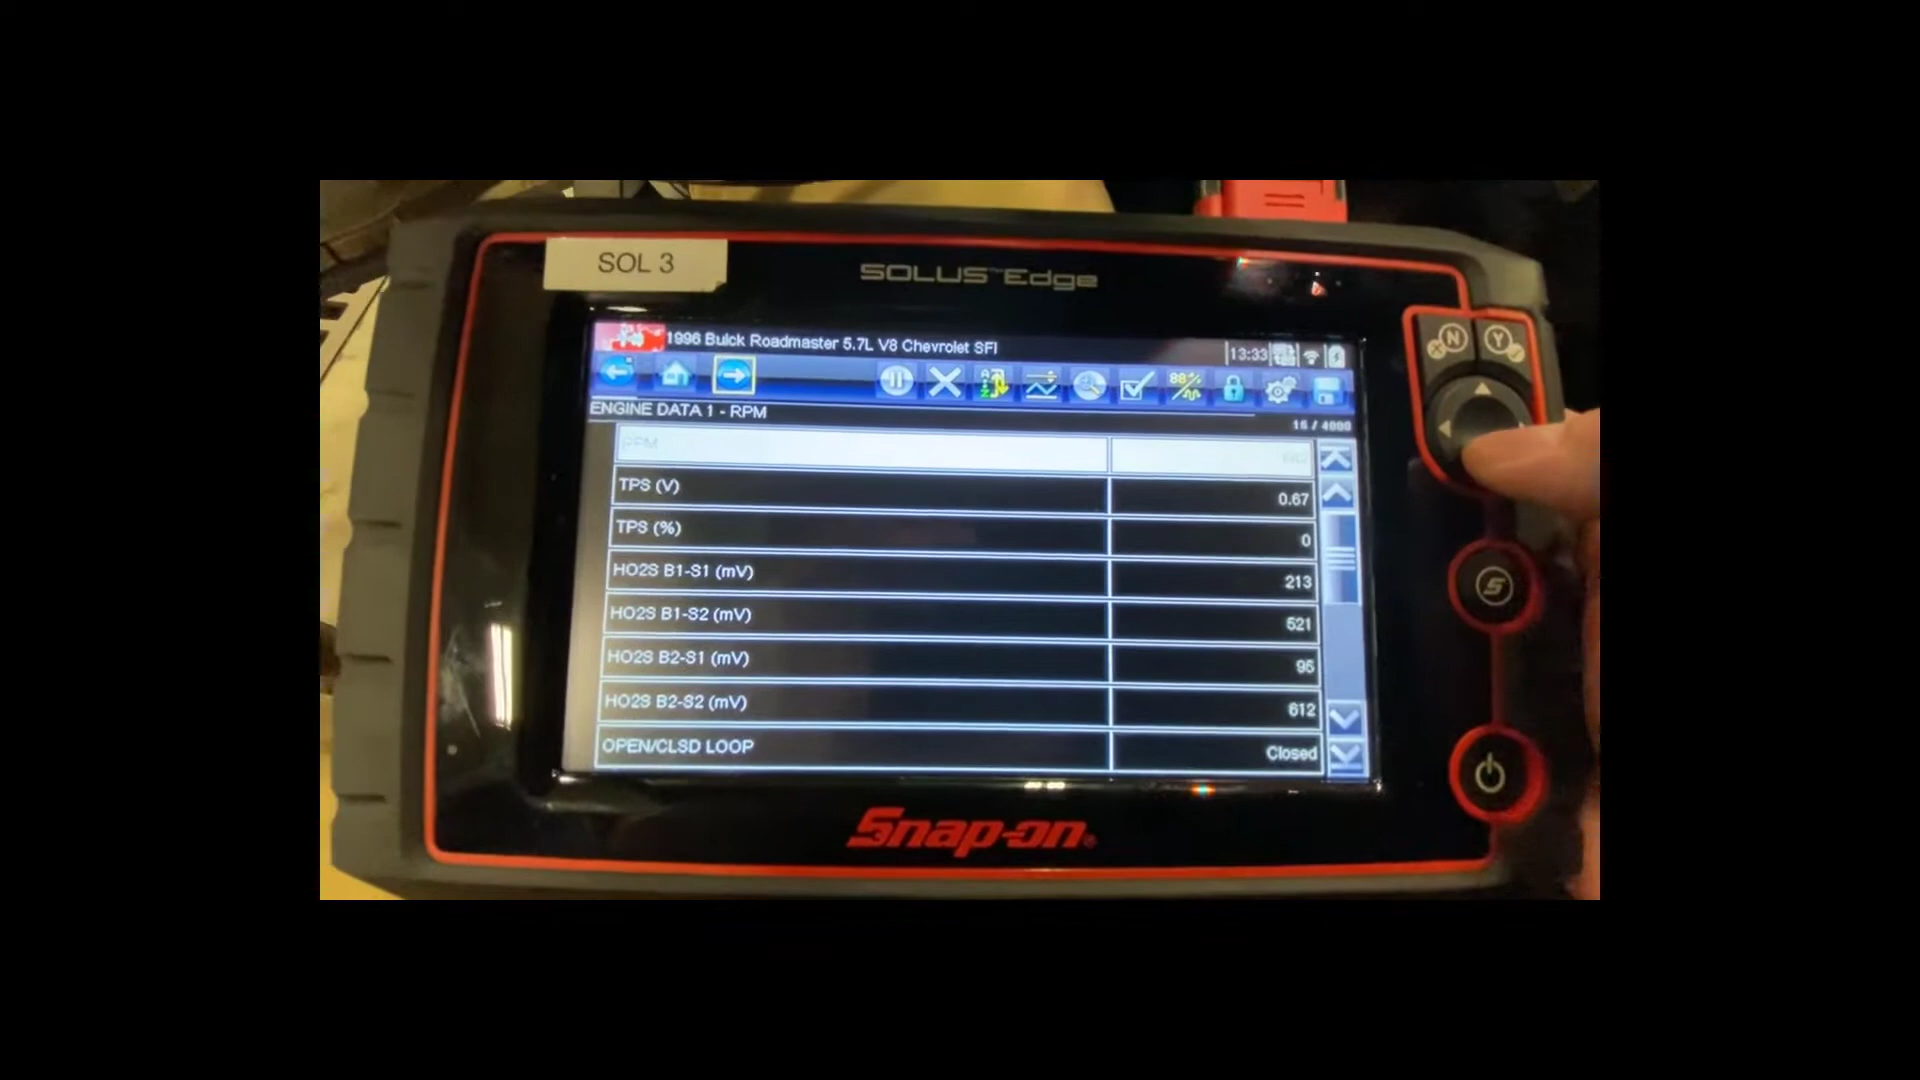 SOL 3
SOLUS™ Edge
1996 Buick Roadmaster 5.7L V8 Chevrolet SFI
13:33
ENGINE DATA 1 - RPM
16 / 4000
RPM
TPS (V) 0.67
TPS (%) 0
HO2S B1-S1 (mV) 213
HO2S B1-S2 (mV) 521
HO2S B2-S1 (mV) 95
HO2S B2-S2 (mV) 612
OPEN/CLSD LOOP Closed
Snap-on®
N
Y
S